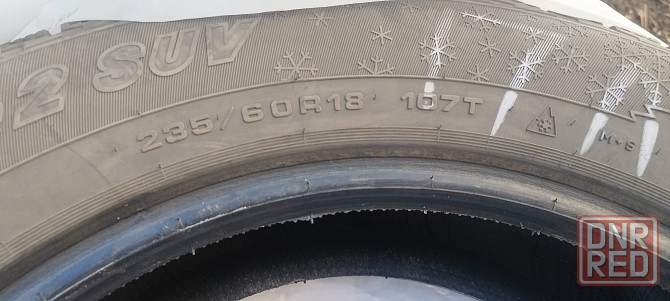 2 SUV
235/60R18 107T
M+S
DNR
RED